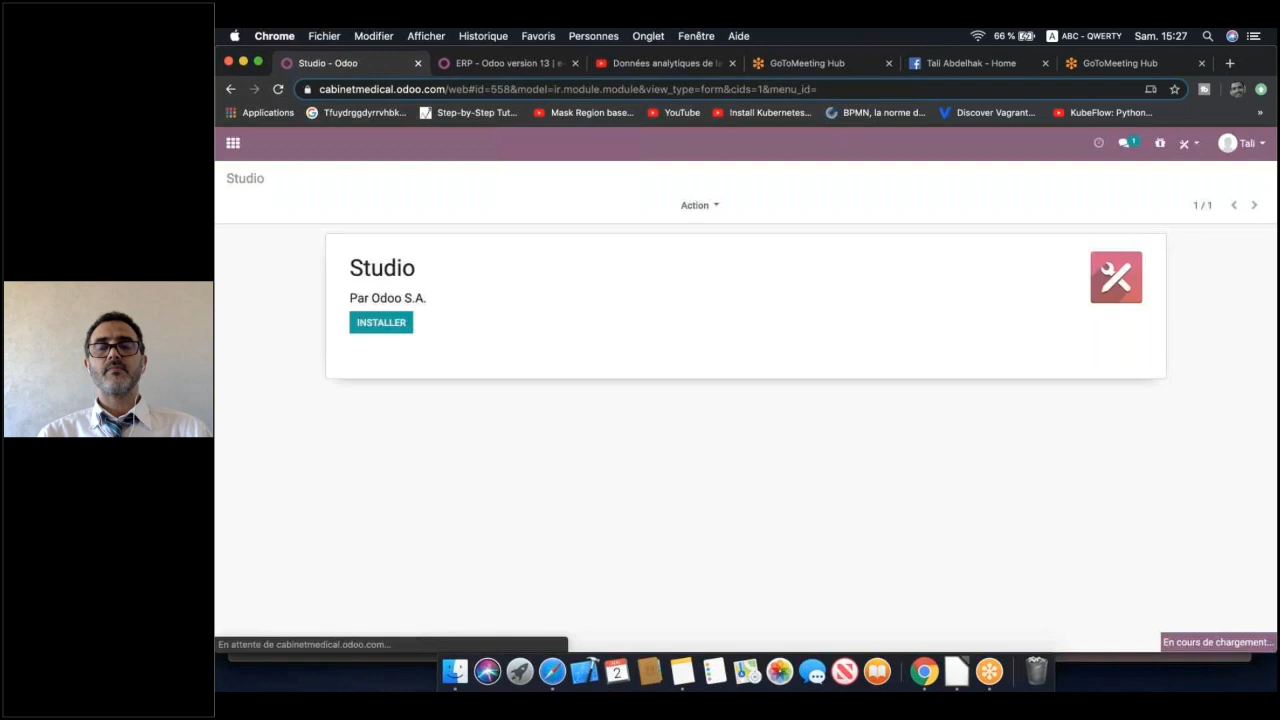 Chrome Fichier Modifier Afficher Historique Favoris Personnes Onglet Fenêtre Aide 66 % A ABC - QWERTY Sam. 15:27
Studio - Odoo ERP - Odoo version 13 | e- Données analytiques de la GoToMeeting Hub Tali Abdelhak - Home GoToMeeting Hub
cabinetmedical.odoo.com/web#id=558&model=ir.module.module&view_type=form&cids=1&menu_id=
Applications Tfuydrggdyrrvhbk... Step-by-Step Tut... Mask Region base... YouTube Install Kubernetes... BPMN, la norme d... Discover Vagrant... KubeFlow: Python... »
1 Tali
Studio
Action 1 / 1
Studio
Par Odoo S.A.
INSTALLER
En cours de chargement...
En attente de cabinetmedical.odoo.com...
2